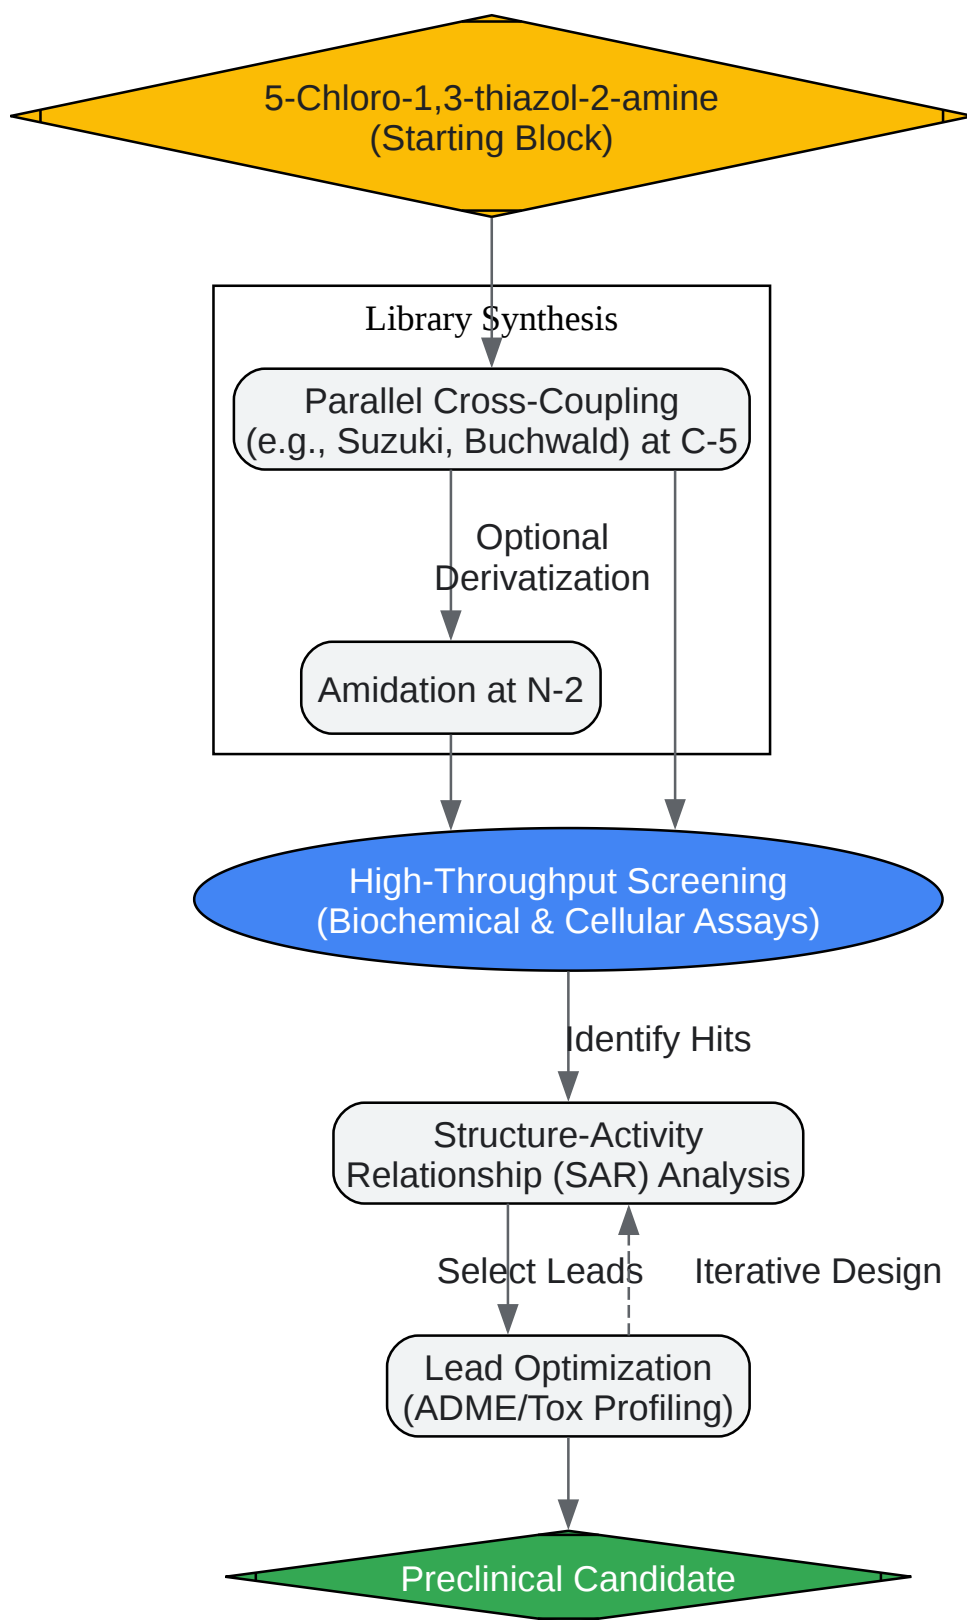 5-Chloro-1,3-thiazol-2-amine
(Starting Block)
Library Synthesis
Parallel Cross-Coupling
(e.g., Suzuki, Buchwald) at C-5
Optional
Derivatization
Amidation at N-2
High-Throughput Screening
(Biochemical & Cellular Assays)
Identify Hits
Structure-Activity
Relationship (SAR) Analysis
Select Leads
Iterative Design
Lead Optimization
(ADME/Tox Profiling)
Preclinical Candidate